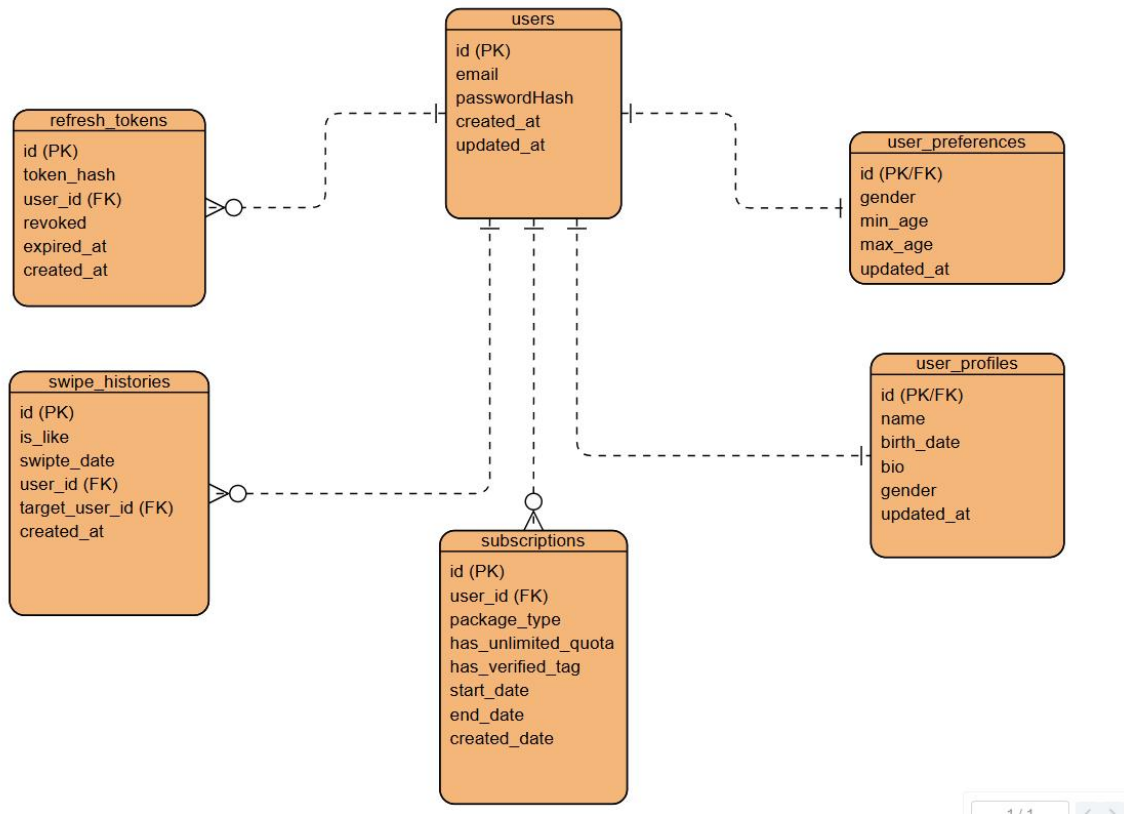 users
id (PK)
email
passwordHash
created_at
updated_at
refresh_tokens
id (PK)
token_hash
user_id (FK)
revoked
expired_at
created_at
user_preferences
id (PK/FK)
gender
min_age
max_age
updated_at
swipe_histories
id (PK)
is_like
swipte_date
user_id (FK)
target_user_id (FK)
created_at
user_profiles
id (PK/FK)
name
birth_date
bio
gender
updated_at
subscriptions
id (PK)
user_id (FK)
package_type
has_unlimited_quota
has_verified_tag
start_date
end_date
created_date
1 / 1